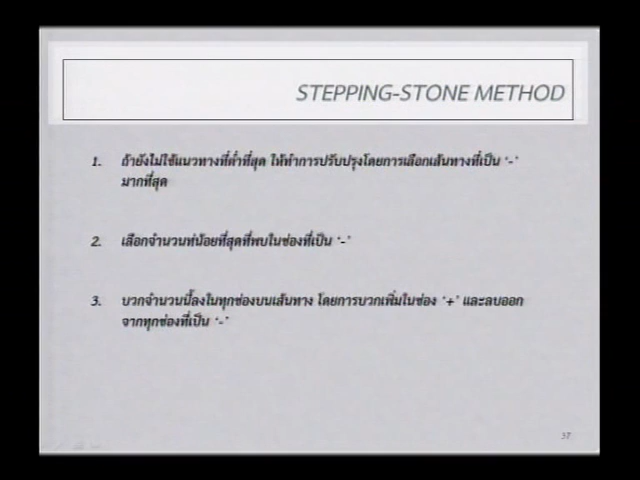 STEPPING-STONE METHOD
1. ถ้ายังไม่ใช้แนวทางที่ต่ำที่สุด ให้ทำการปรับปรุงโดยการเลือกเส้นทางที่เป็น ‘-’
มากที่สุด
2. เลือกจำนวนท่น้อยที่สุดที่พบในช่องที่เป็น ‘-’
3. บวกจำนวนนี้ลงในทุกช่องบนเส้นทาง โดยการบวกเพิ่มในช่อง ‘+’ และลบออก
จากทุกช่องที่เป็น ‘-’
57